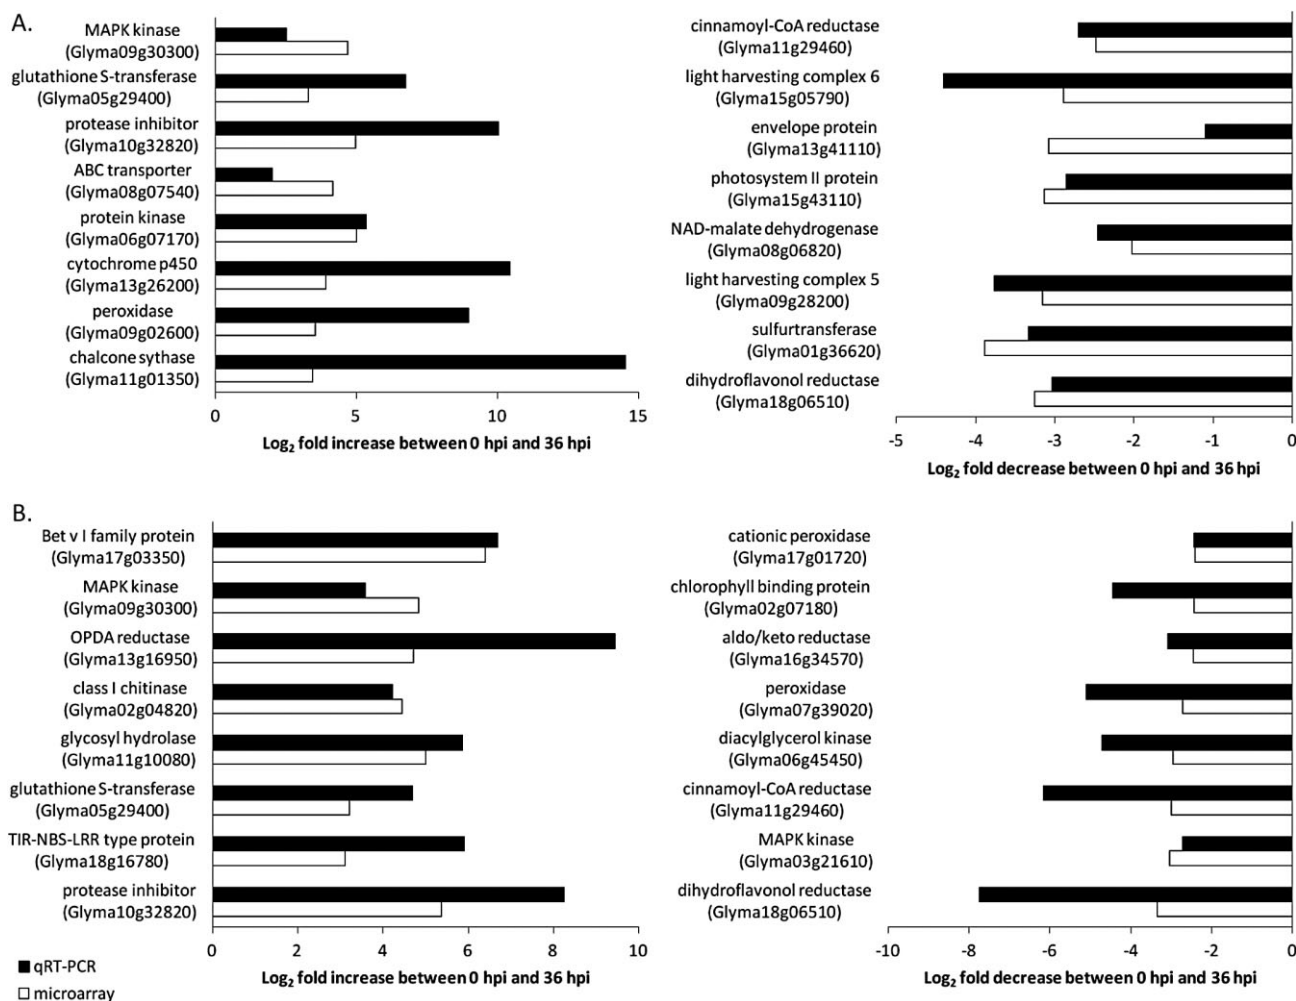 A.
MAPK kinase
(Glyma09g30300)
glutathione S-transferase
(Glyma05g29400)
protease inhibitor
(Glyma10g32820)
ABC transporter
(Glyma08g07540)
protein kinase
(Glyma06g07170)
cytochrome p450
(Glyma13g26200)
peroxidase
(Glyma09g02600)
chalcone sythase
(Glyma11g01350)
0 5 10 15
Log2 fold increase between 0 hpi and 36 hpi
cinnamoyl-CoA reductase
(Glyma11g29460)
light harvesting complex 6
(Glyma15g05790)
envelope protein
(Glyma13g41110)
photosystem II protein
(Glyma15g43110)
NAD-malate dehydrogenase
(Glyma08g06820)
light harvesting complex 5
(Glyma09g28200)
sulfurtransferase
(Glyma01g36620)
dihydroflavonol reductase
(Glyma18g06510)
-5 -4 -3 -2 -1 0
Log2 fold decrease between 0 hpi and 36 hpi
B.
Bet v I family protein
(Glyma17g03350)
MAPK kinase
(Glyma09g30300)
OPDA reductase
(Glyma13g16950)
class I chitinase
(Glyma02g04820)
glycosyl hydrolase
(Glyma11g10080)
glutathione S-transferase
(Glyma05g29400)
TIR-NBS-LRR type protein
(Glyma18g16780)
protease inhibitor
(Glyma10g32820)
0 2 4 6 8 10
Log2 fold increase between 0 hpi and 36 hpi
cationic peroxidase
(Glyma17g01720)
chlorophyll binding protein
(Glyma02g07180)
aldo/keto reductase
(Glyma16g34570)
peroxidase
(Glyma07g39020)
diacylglycerol kinase
(Glyma06g45450)
cinnamoyl-CoA reductase
(Glyma11g29460)
MAPK kinase
(Glyma03g21610)
dihydroflavonol reductase
(Glyma18g06510)
-10 -8 -6 -4 -2 0
Log2 fold decrease between 0 hpi and 36 hpi
qRT-PCR
microarray